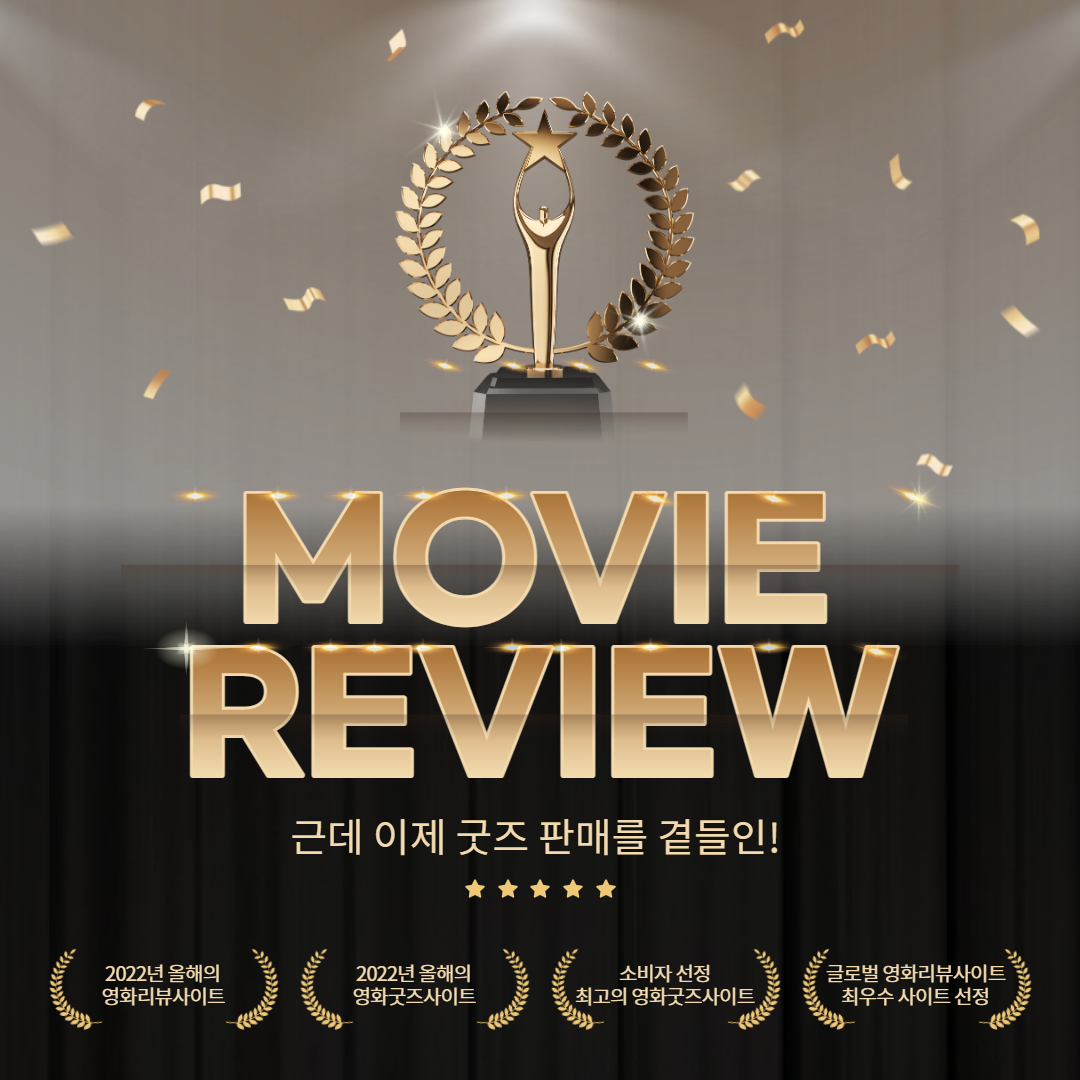 MOVIE
REVIEW
근데 이제 굿즈 판매를 곁들인!
2022년 올해의
영화리뷰사이트
2022년 올해의
영화굿즈사이트
소비자 선정
최고의 영화굿즈사이트
글로벌 영화리뷰사이트
최우수 사이트 선정